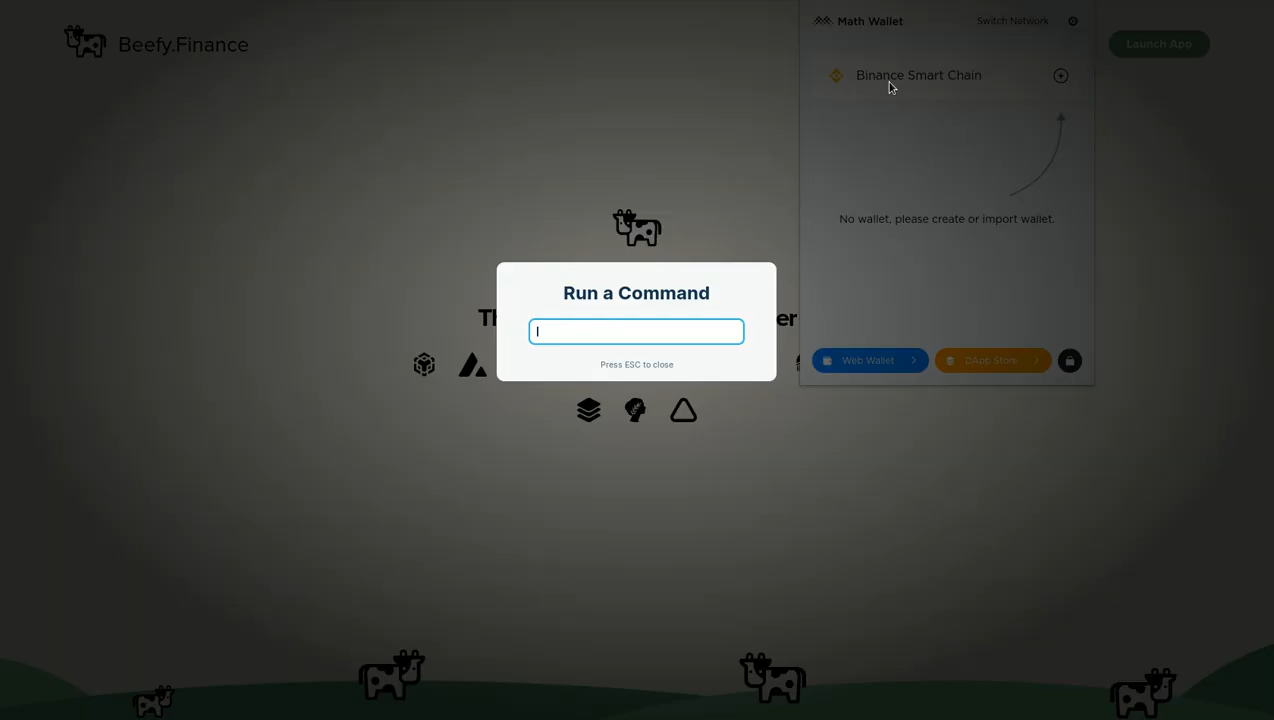 Beefy.Finance
Math Wallet
Switch Network
Launch App
Binance Smart Chain
No wallet, please create or import wallet.
Run a Command
Press ESC to close
Web Wallet
DApp Store